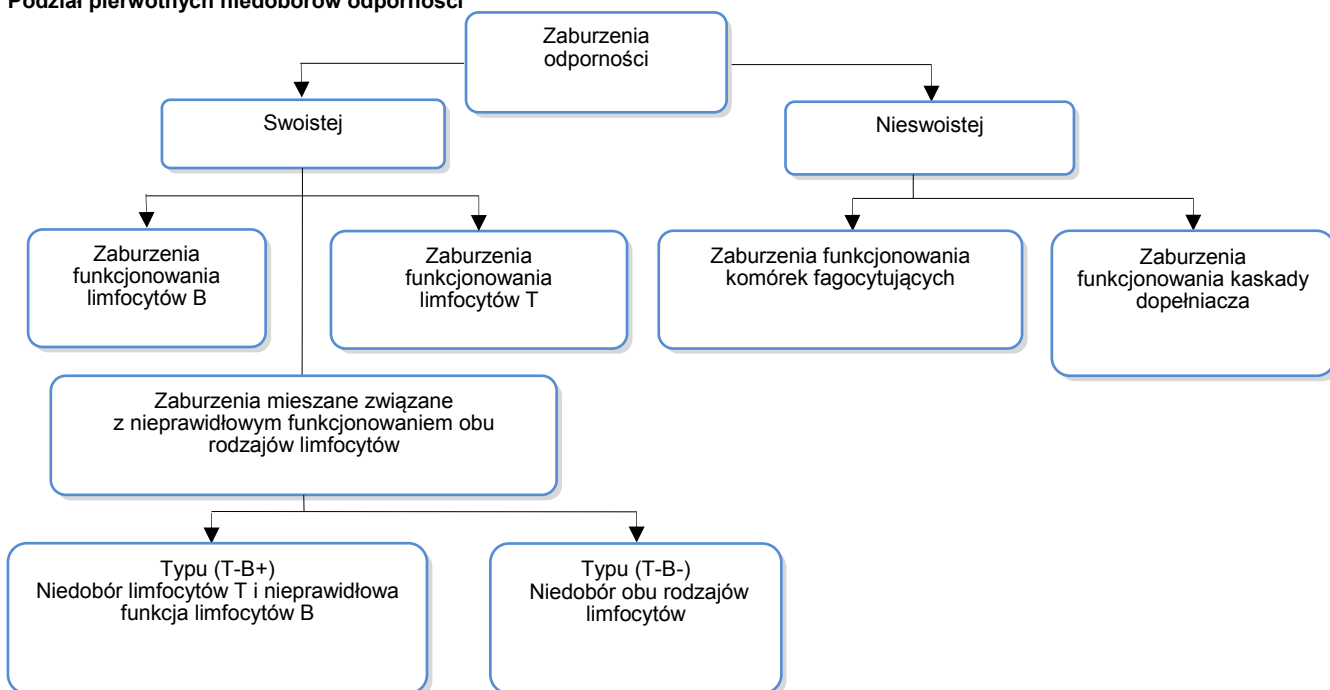 Podział pierwotnych niedoborów odporności
Zaburzenia
odporności
Swoistej
Nieswoistej
Zaburzenia
funkcjonowania
limfocytów B
Zaburzenia
funkcjonowania
limfocytów T
Zaburzenia funkcjonowania
komórek fagocytujących
Zaburzenia
funkcjonowania kaskady
dopełniacza
Zaburzenia mieszane związane
z nieprawidłowym funkcjonowaniem obu
rodzajów limfocytów
Typu (T-B+)
Niedobór limfocytów T i nieprawidłowa
funkcja limfocytów B
Typu (T-B-)
Niedobór obu rodzajów
limfocytów